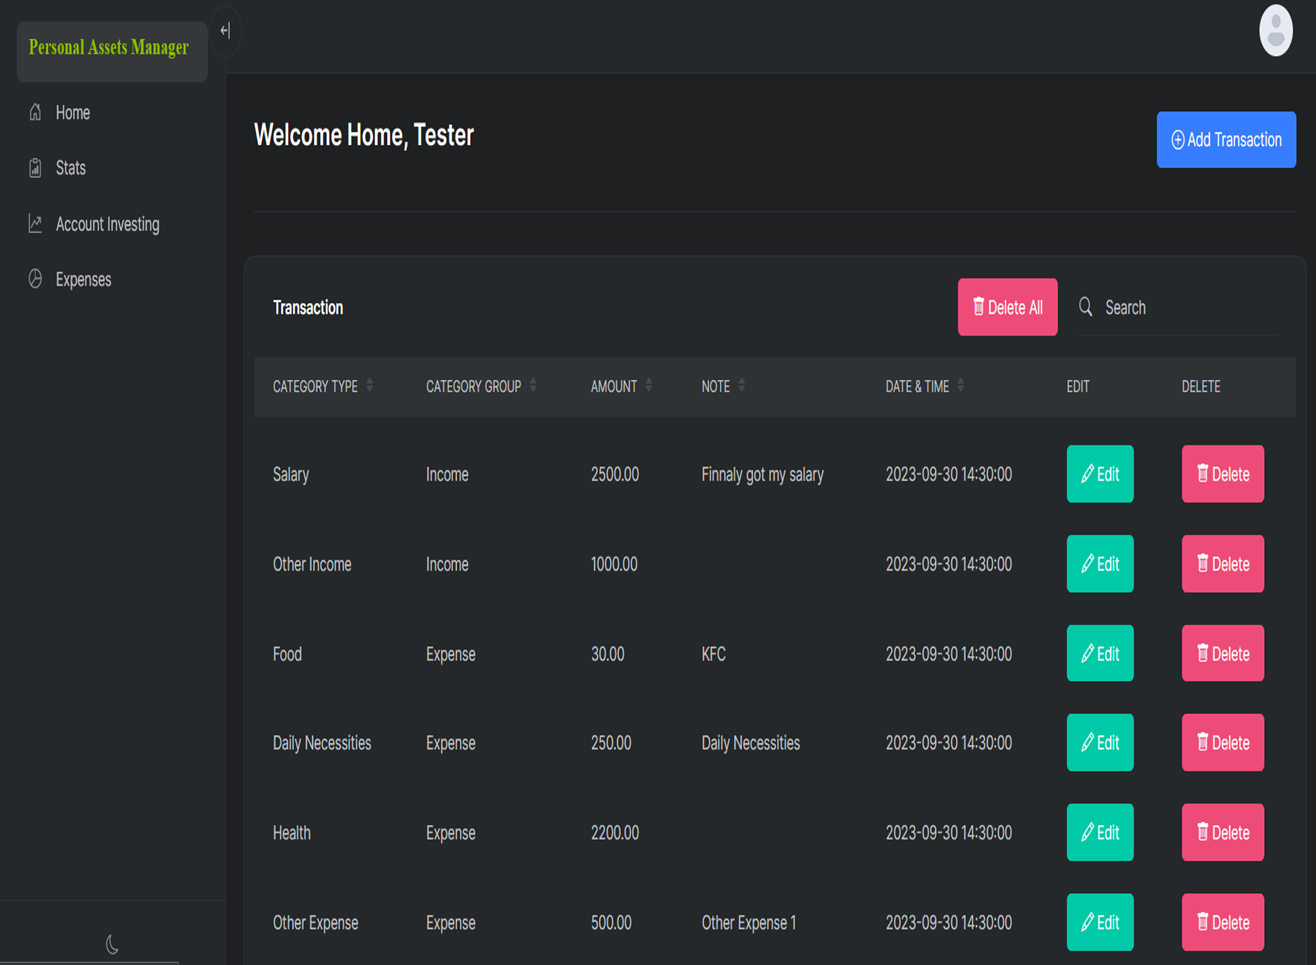 Personal Assets Manager
Home
Stats
Account Investing
Expenses
Welcome Home, Tester
Add Transaction
Transaction
Delete All
Search
CATEGORY TYPE CATEGORY GROUP AMOUNT NOTE DATE & TIME EDIT DELETE
Salary Income 2500.00 Finnaly got my salary 2023-09-30 14:30:00 Edit Delete
Other Income Income 1000.00 2023-09-30 14:30:00 Edit Delete
Food Expense 30.00 KFC 2023-09-30 14:30:00 Edit Delete
Daily Necessities Expense 250.00 Daily Necessities 2023-09-30 14:30:00 Edit Delete
Health Expense 2200.00 2023-09-30 14:30:00 Edit Delete
Other Expense Expense 500.00 Other Expense 1 2023-09-30 14:30:00 Edit Delete